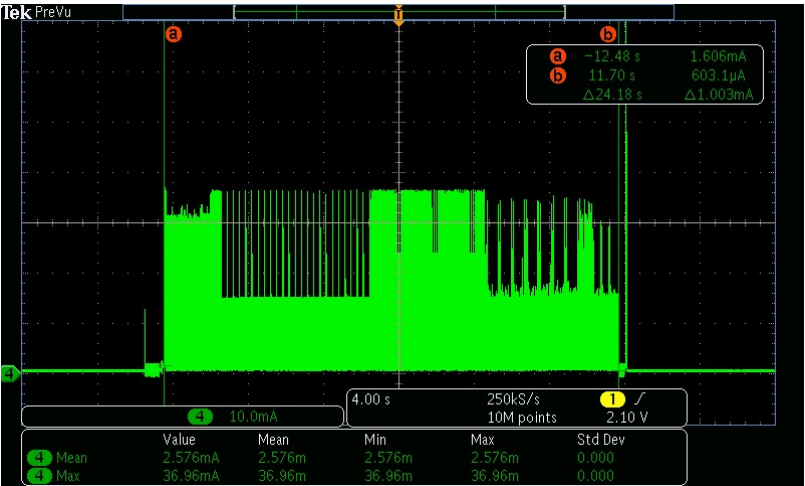 Tek PreVu
T
a
b
a -12.48 s 1.606mA
b 11.70 s 603.1µA
△24.18 s △1.003mA
4
4 10.0mA
4.00 s 250kS/s 1 ʃ
10M points 2.10 V
Value Mean Min Max Std Dev
4 Mean 2.576mA 2.576m 2.576m 2.576m 0.000
4 Max 36.96mA 36.96m 36.96m 36.96m 0.000